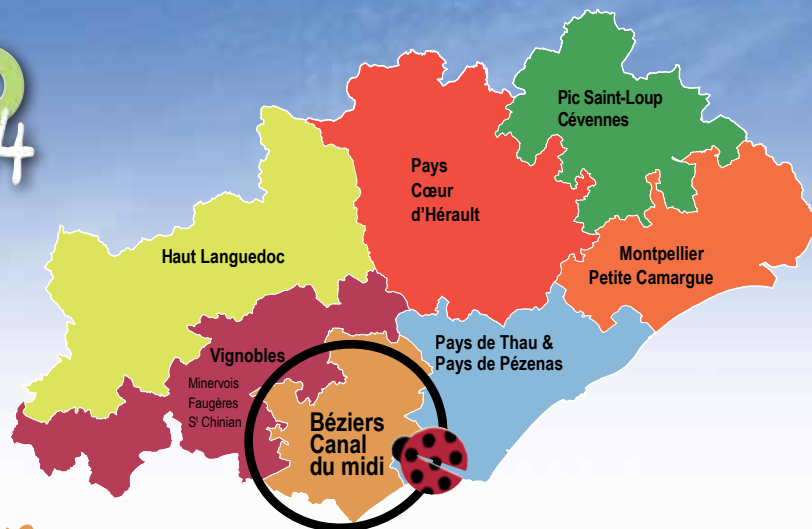 4
Pic Saint-Loup
Cévennes
Pays
Cœur
d'Hérault
Montpellier
Petite Camargue
Haut Languedoc
Pays de Thau &
Pays de Pézenas
Vignobles
Minervois
Faugères
St Chinian
Béziers
Canal
du midi